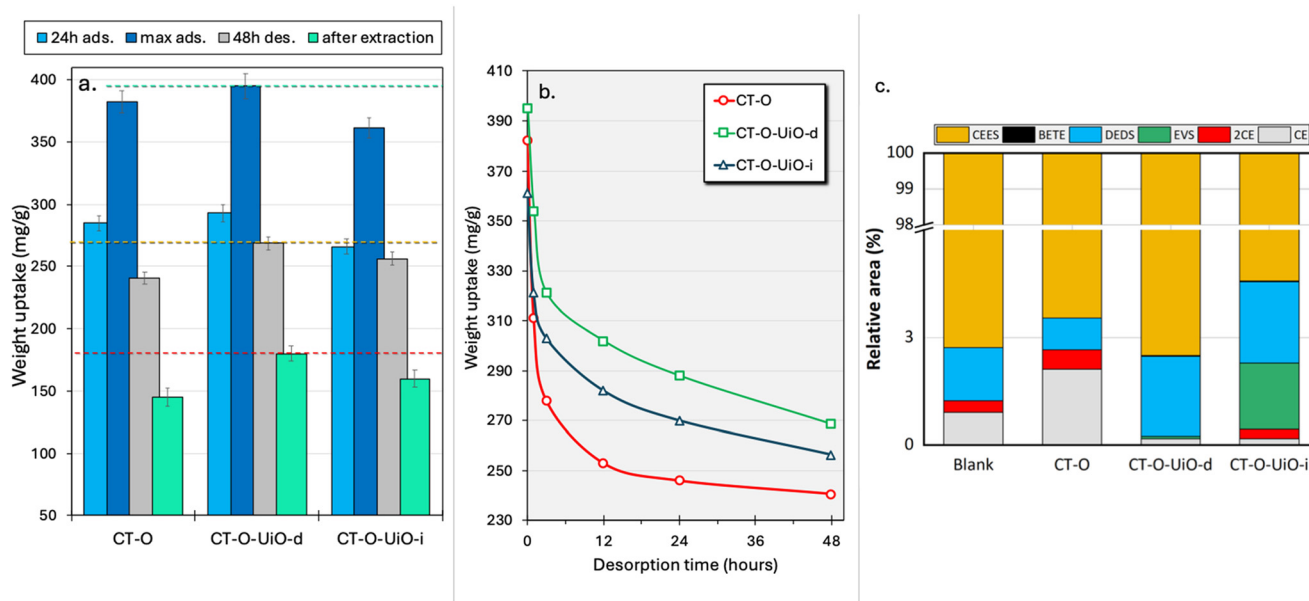 24h ads. max ads. 48h des. after extraction
a.
Weight uptake (mg/g)
400
350
300
250
200
150
100
50
CT-O CT-O-UiO-d CT-O-UiO-i
b.
CT-O
CT-O-UiO-d
CT-O-UiO-i
Weight uptake (mg/g)
410
390
370
350
330
310
290
270
250
230
0 12 24 36 48
Desorption time (hours)
c.
CEES BETE DEDS EVS 2CE
Relative area (%)
100
99
98
3
0
Blank CT-O CT-O-UiO-d CT-O-UiO-i